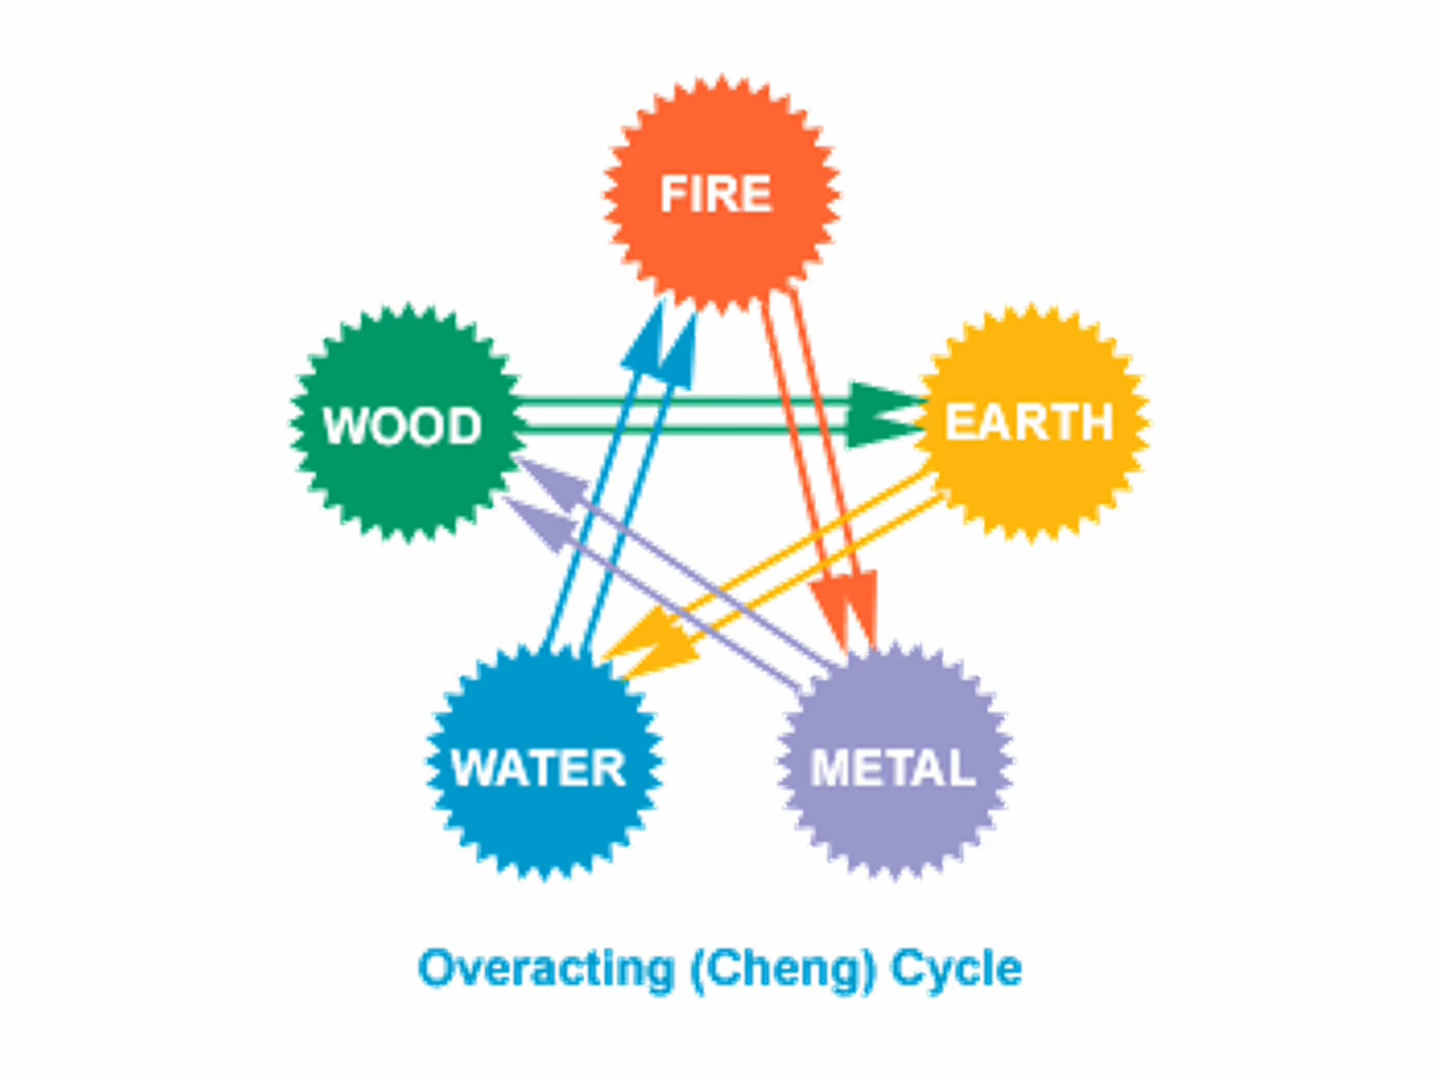 FIRE
WOOD
EARTH
WATER
METAL
Overacting (Cheng) Cycle